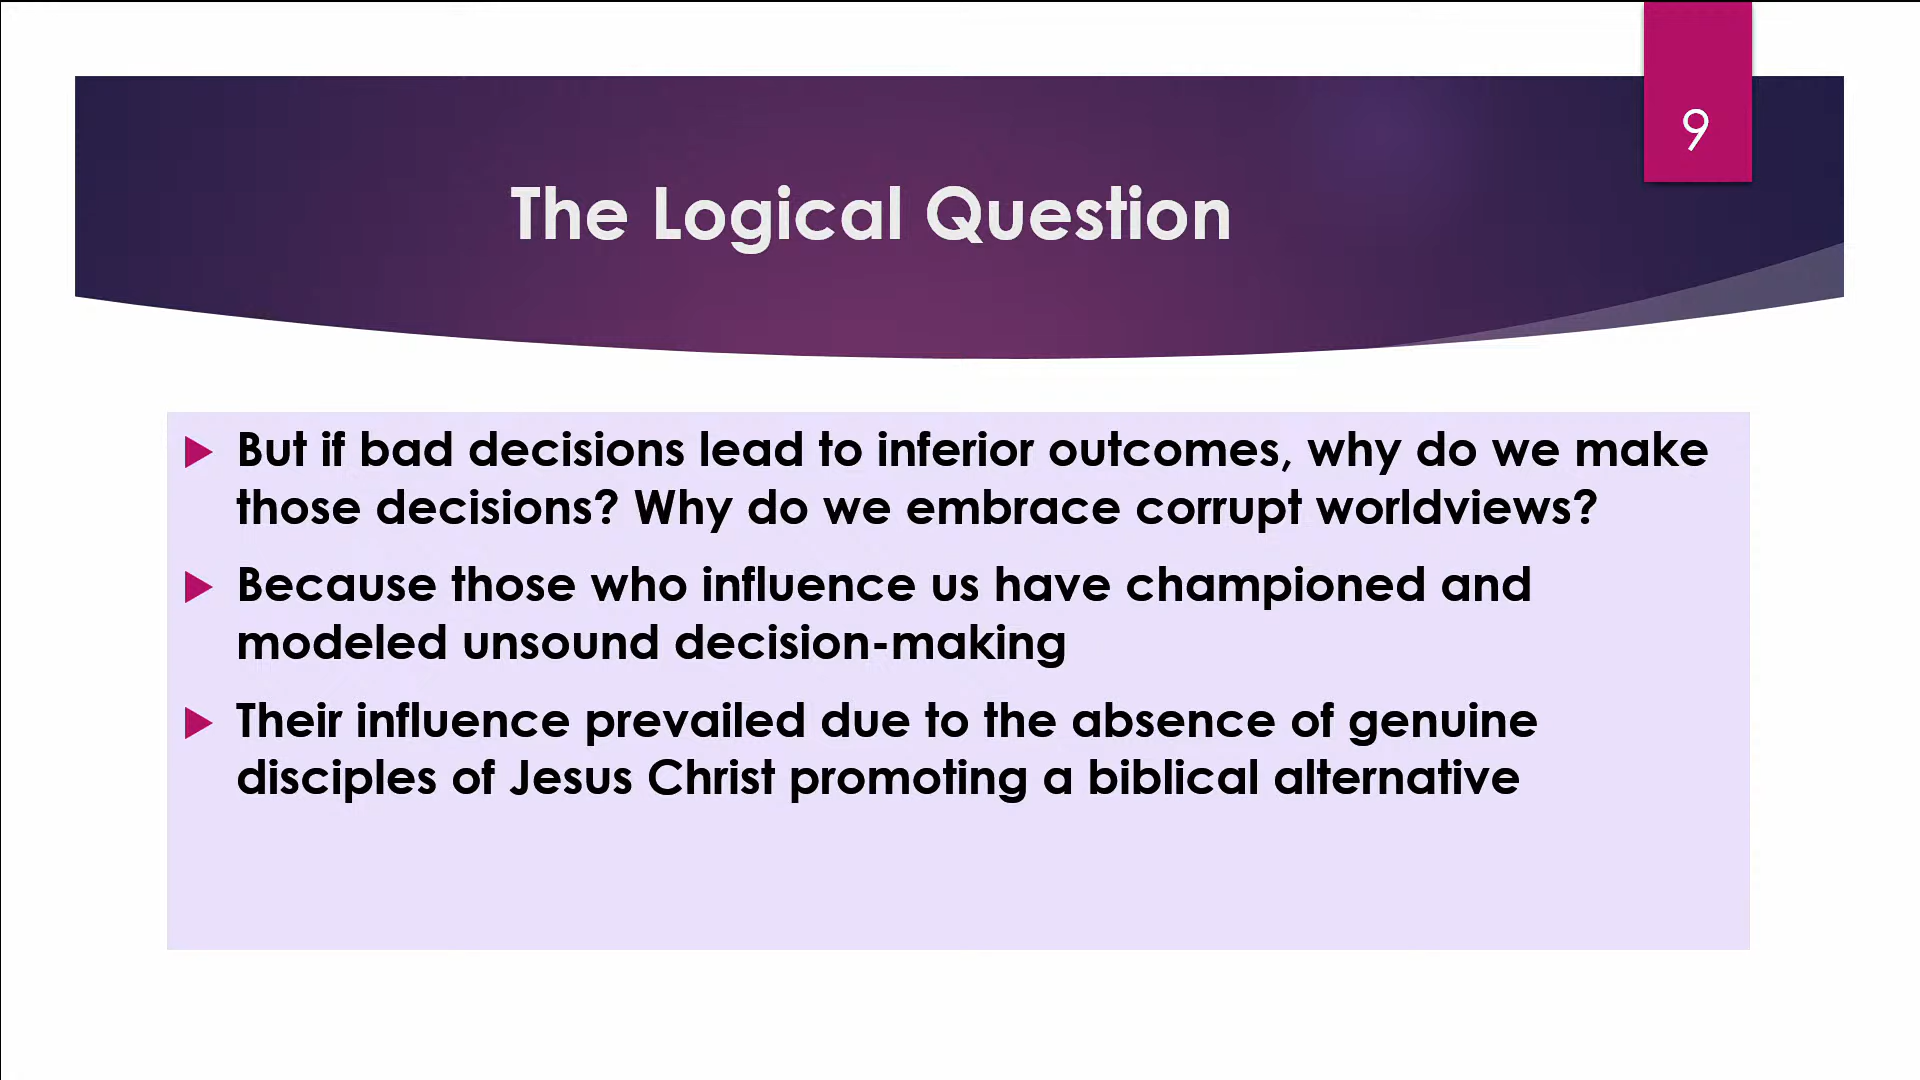 9
The Logical Question
But if bad decisions lead to inferior outcomes, why do we make
those decisions? Why do we embrace corrupt worldviews?
Because those who influence us have championed and
modeled unsound decision-making
Their influence prevailed due to the absence of genuine
disciples of Jesus Christ promoting a biblical alternative